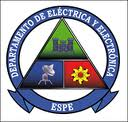 DEPARTAMENTO DE ELÉCTRICA Y ELECTRÓNICA
ESPE